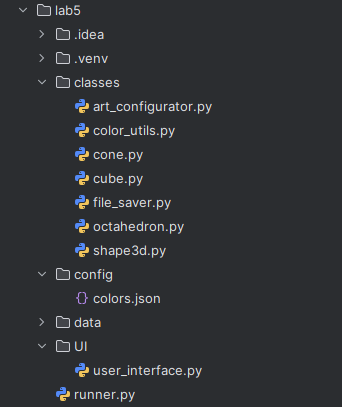 lab5
.idea
.venv
classes
art_configurator.py
color_utils.py
cone.py
cube.py
file_saver.py
octahedron.py
shape3d.py
config
colors.json
data
UI
user_interface.py
runner.py